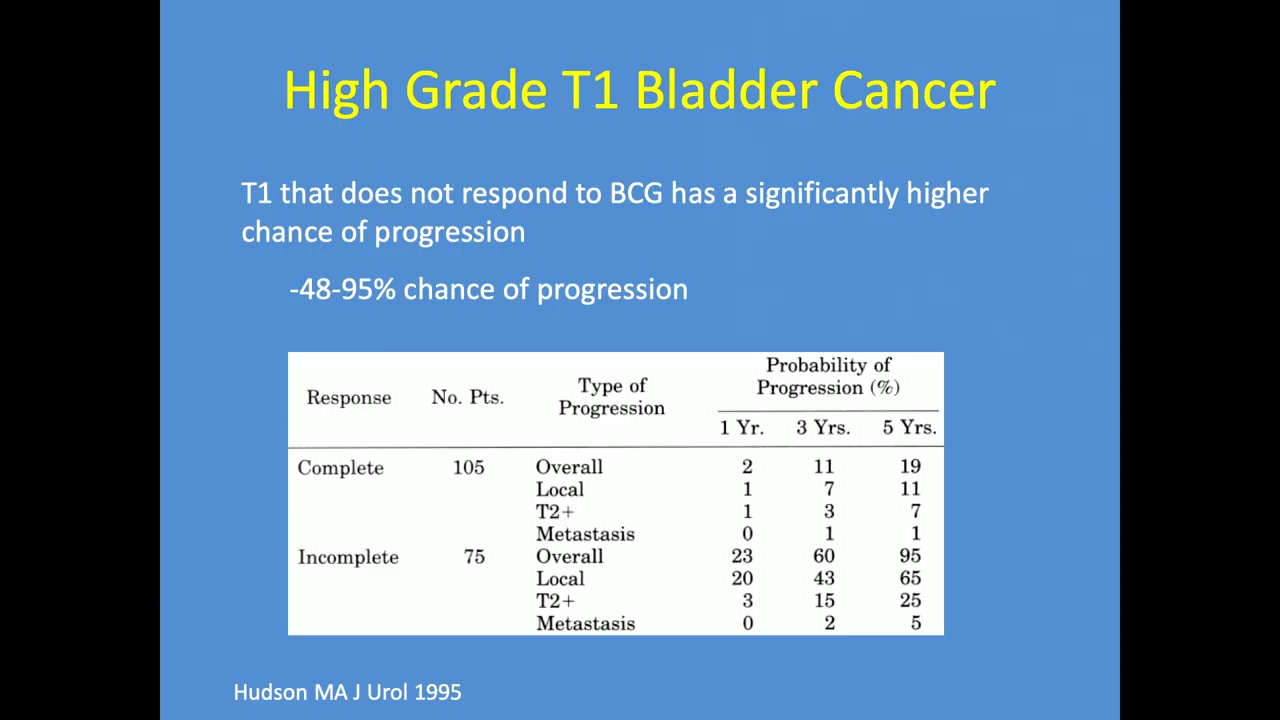 High Grade T1 Bladder Cancer
T1 that does not respond to BCG has a significantly higher
chance of progression
-48-95% chance of progression
Response No. Pts. Type of Progression Probability of Progression (%)
1 Yr. 3 Yrs. 5 Yrs.
Complete 105 Overall 2 11 19
Local 1 7 11
T2+ 1 3 7
Metastasis 0 1 1
Incomplete 75 Overall 23 60 95
Local 20 43 65
T2+ 3 15 25
Metastasis 0 2 5
Hudson MA J Urol 1995